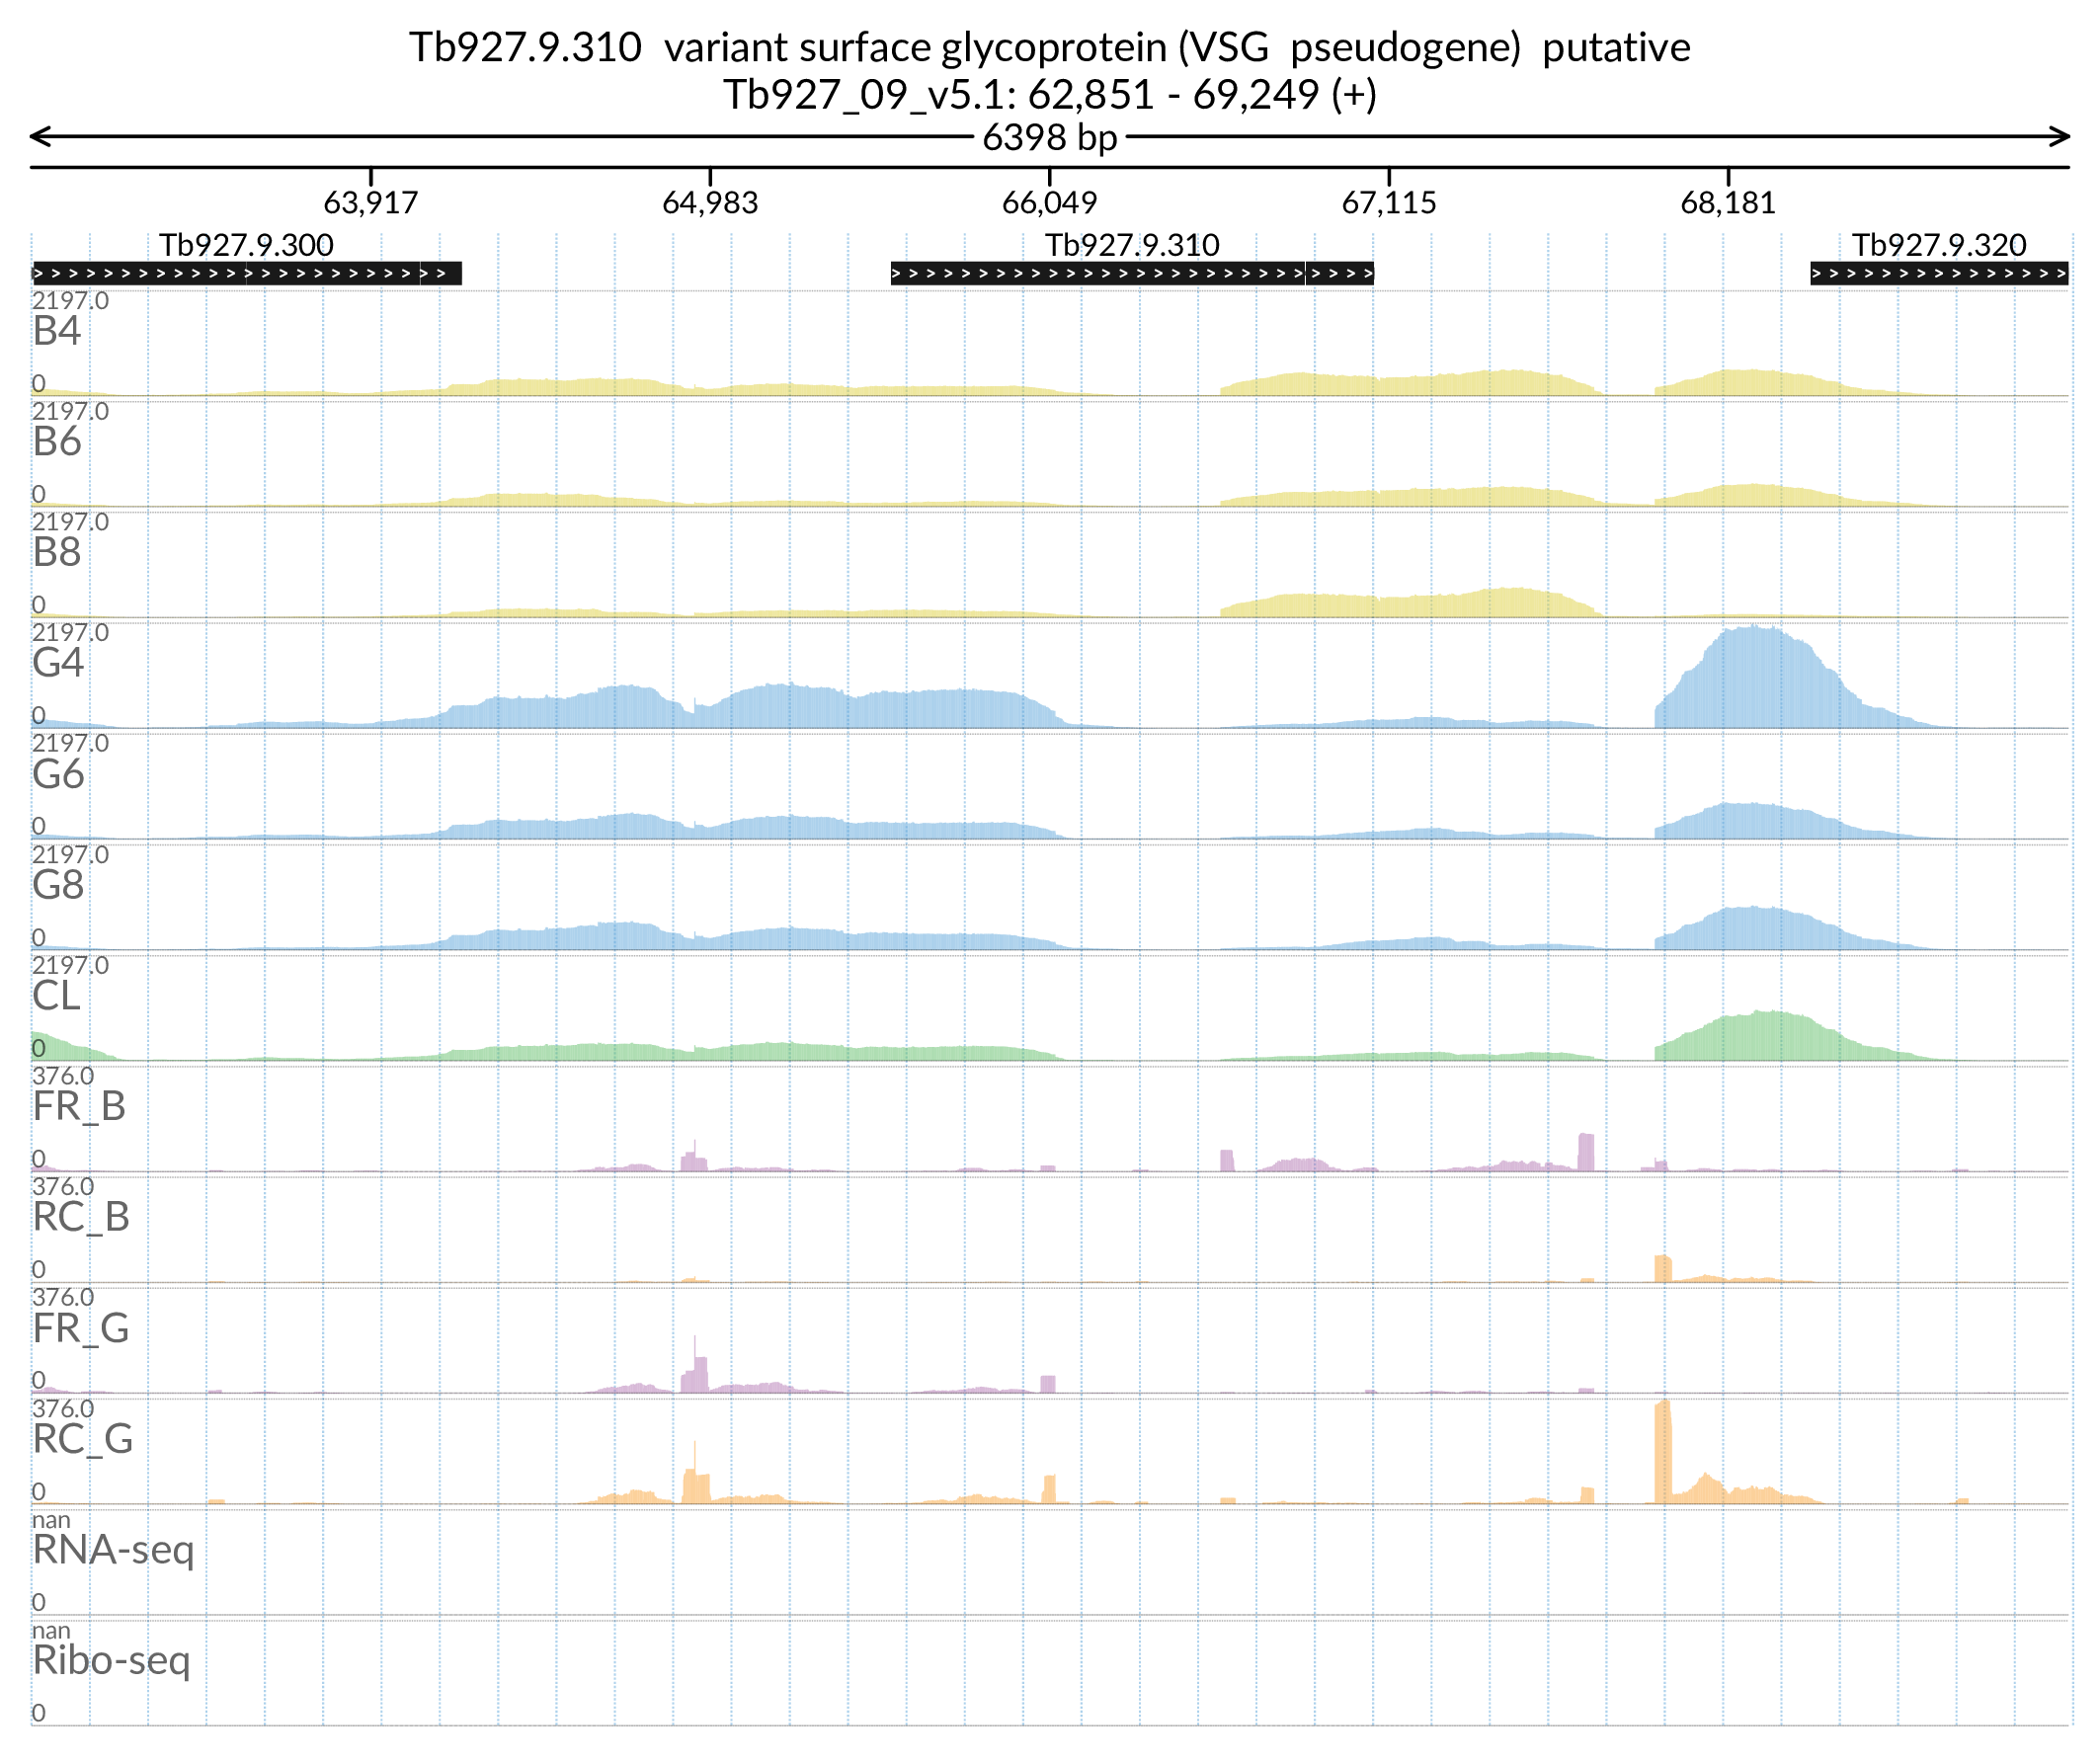 Tb927.9.310  variant surface glycoprotein (VSG  pseudogene)  putative
Tb927_09_v5.1: 62,851 - 69,249 (+)
6398 bp
63,917 64,983 66,049 67,115 68,181
Tb927.9.300 Tb927.9.310 Tb927.9.320
2197.0
B4
0
2197.0
B6
0
2197.0
B8
0
2197.0
G4
0
2197.0
G6
0
2197.0
G8
0
2197.0
CL
0
376.0
FR_B
0
376.0
RC_B
0
376.0
FR_G
0
376.0
RC_G
0
nan
RNA-seq
0
nan
Ribo-seq
0